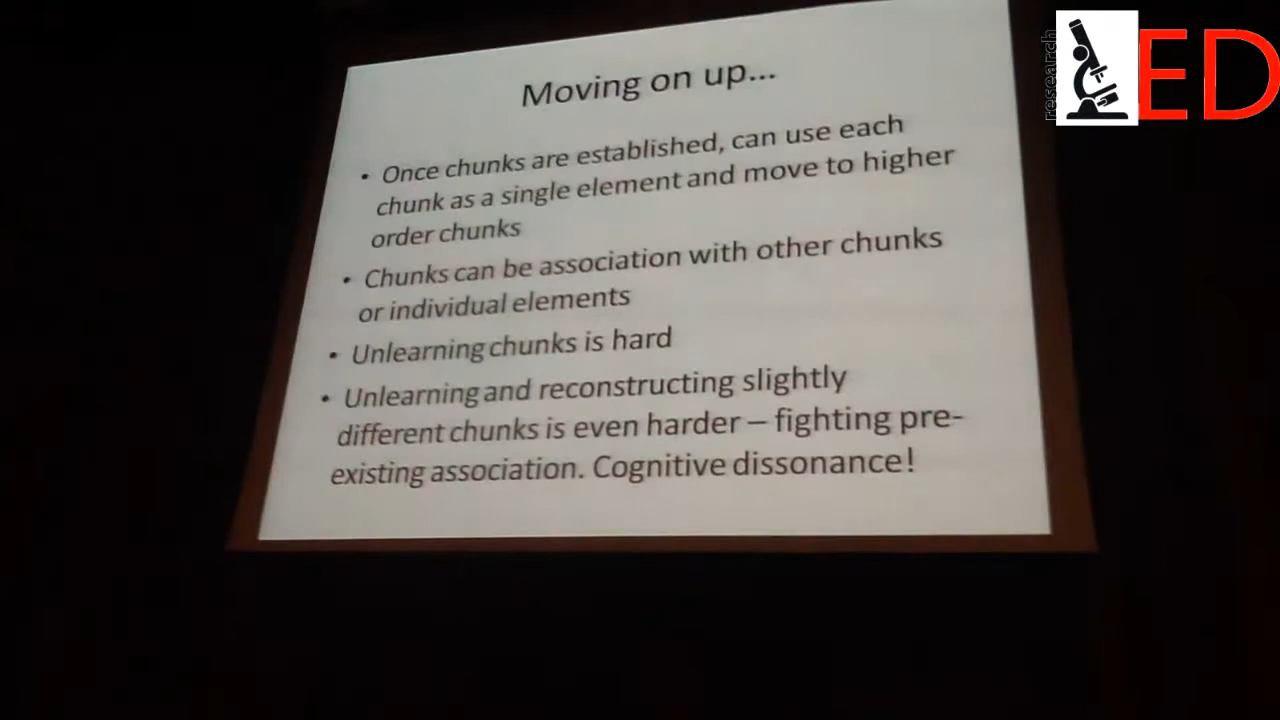 Moving on up...
• Once chunks are established, can use each
chunk as a single element and move to higher
order chunks
• Chunks can be association with other chunks
or individual elements
• Unlearning chunks is hard
• Unlearning and reconstructing slightly
different chunks is even harder – fighting pre-
existing association. Cognitive dissonance!
research
ED